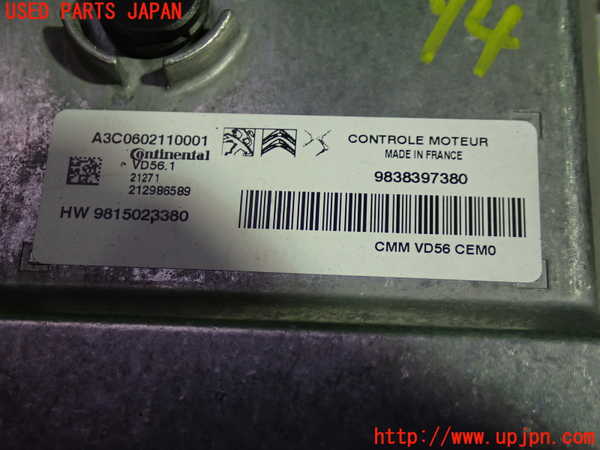 USED PARTS JAPAN
y4
A3C0602110001
Continental
VD56.1
21271
212986589
HW 9815023380
CONTROLE MOTEUR
MADE IN FRANCE
9838397380
CMM VD56 CEM0
http://www.upjpn.com/